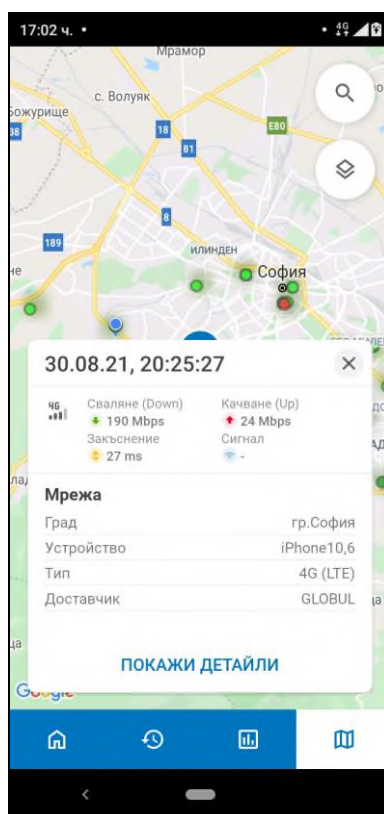 17:02 ч. •
4G
Мрамор
с. Волуяк
Божурище
38
18
E80
81
8
189
ИЛИНДЕН
София
30.08.21, 20:25:27
4G
Сваляне (Down)
Качване (Up)
190 Mbps
24 Mbps
Закъснение
Сигнал
27 ms
-
Мрежа
Град
гр.София
Устройство
iPhone10,6
Тип
4G (LTE)
Доставчик
GLOBUL
ПОКАЖИ ДЕТАЙЛИ
Google